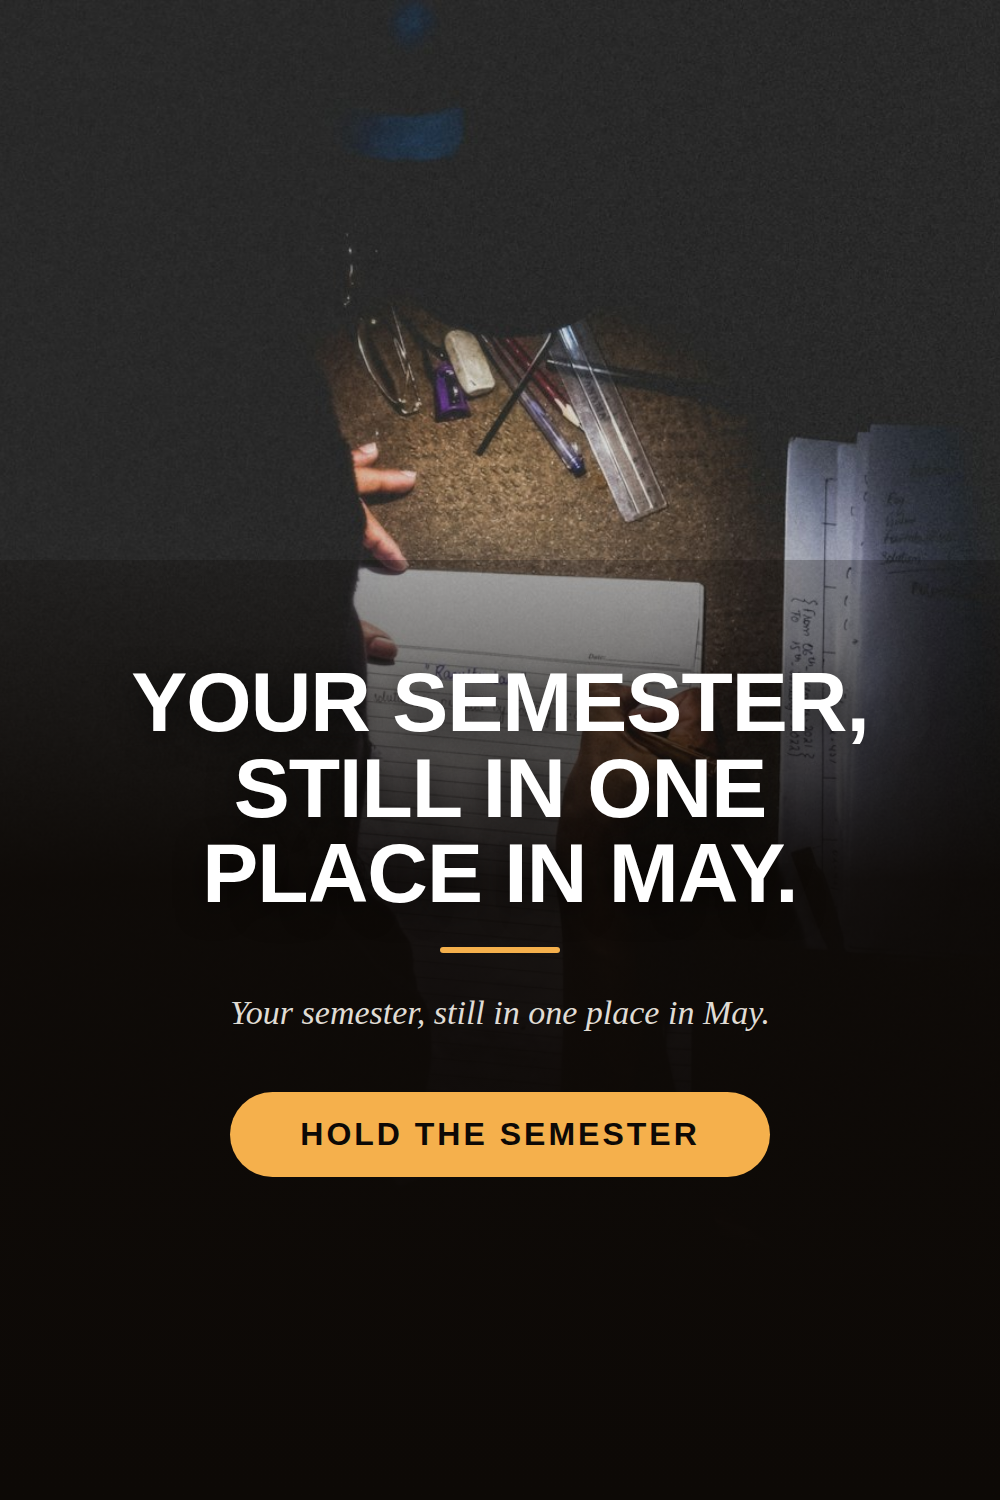 Date:
YOUR SEMESTER,
STILL IN ONE
PLACE IN MAY.
Your semester, still in one place in May.
HOLD THE SEMESTER